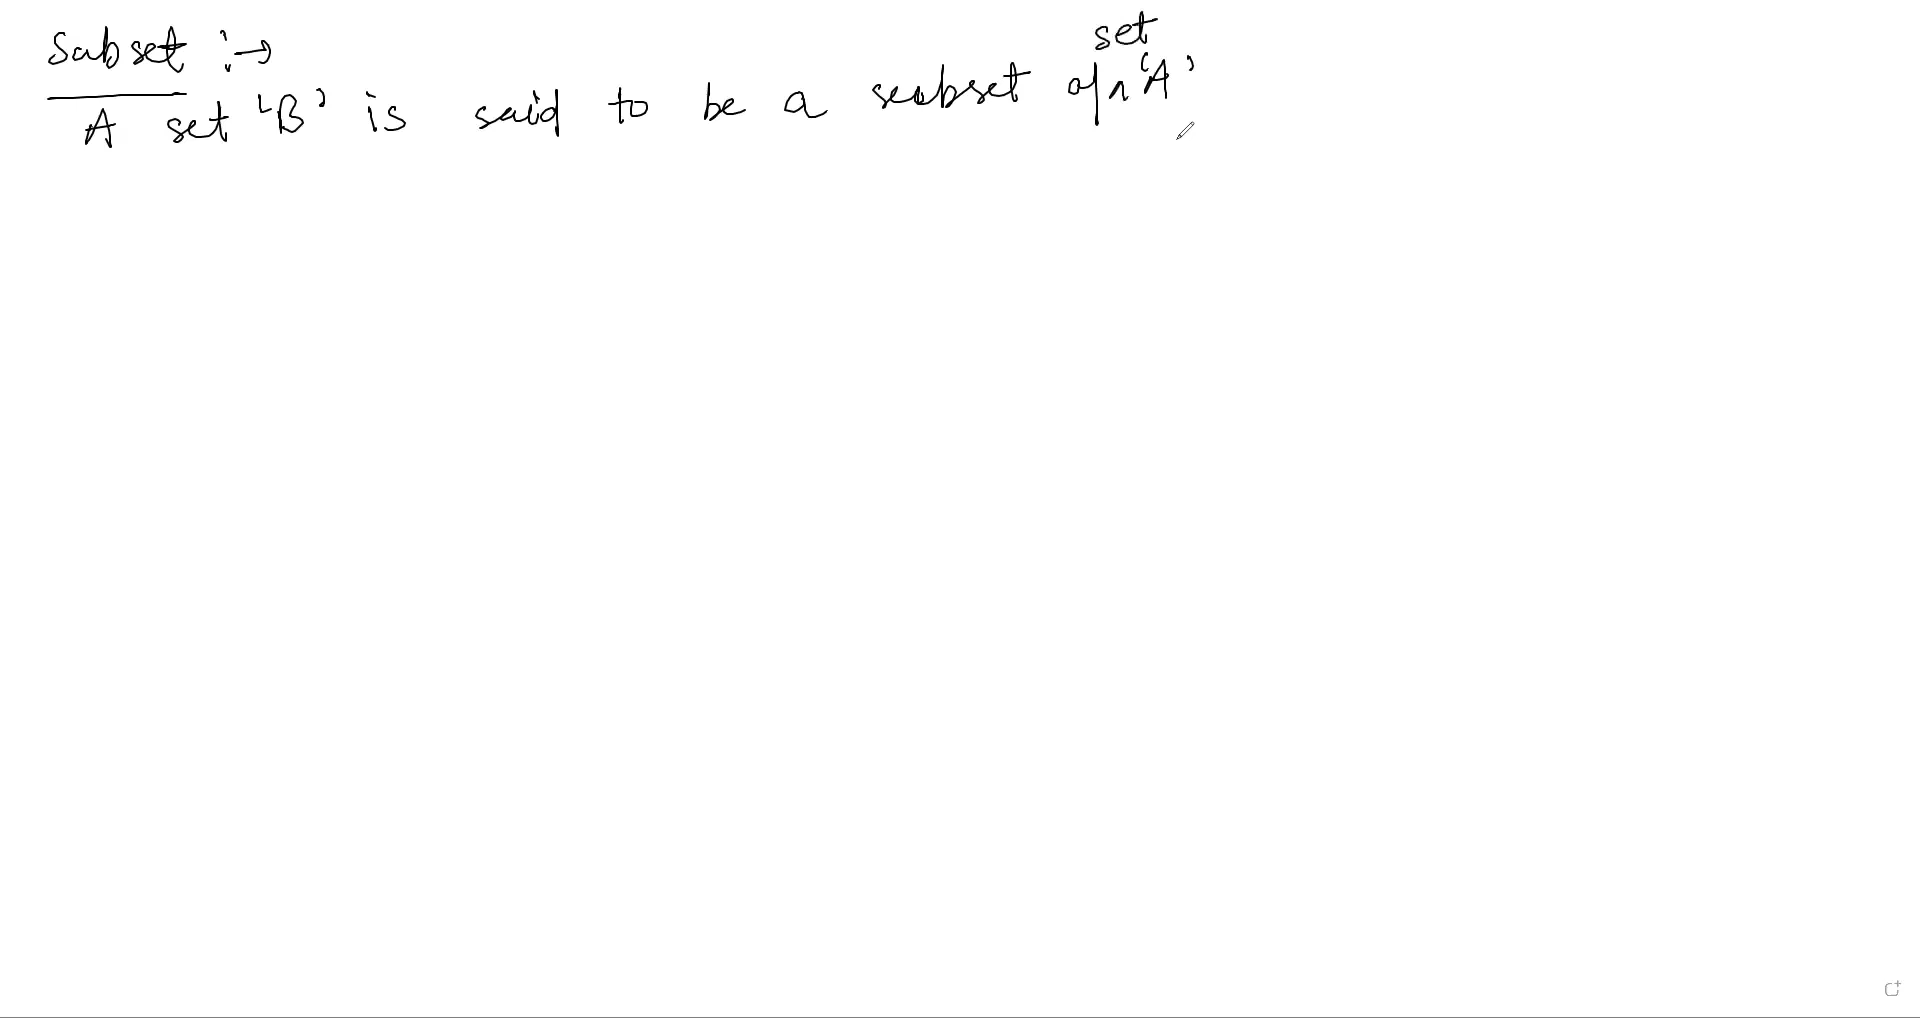 Subset :→
A set 'B' is said to be a subset of ^ set 'A'